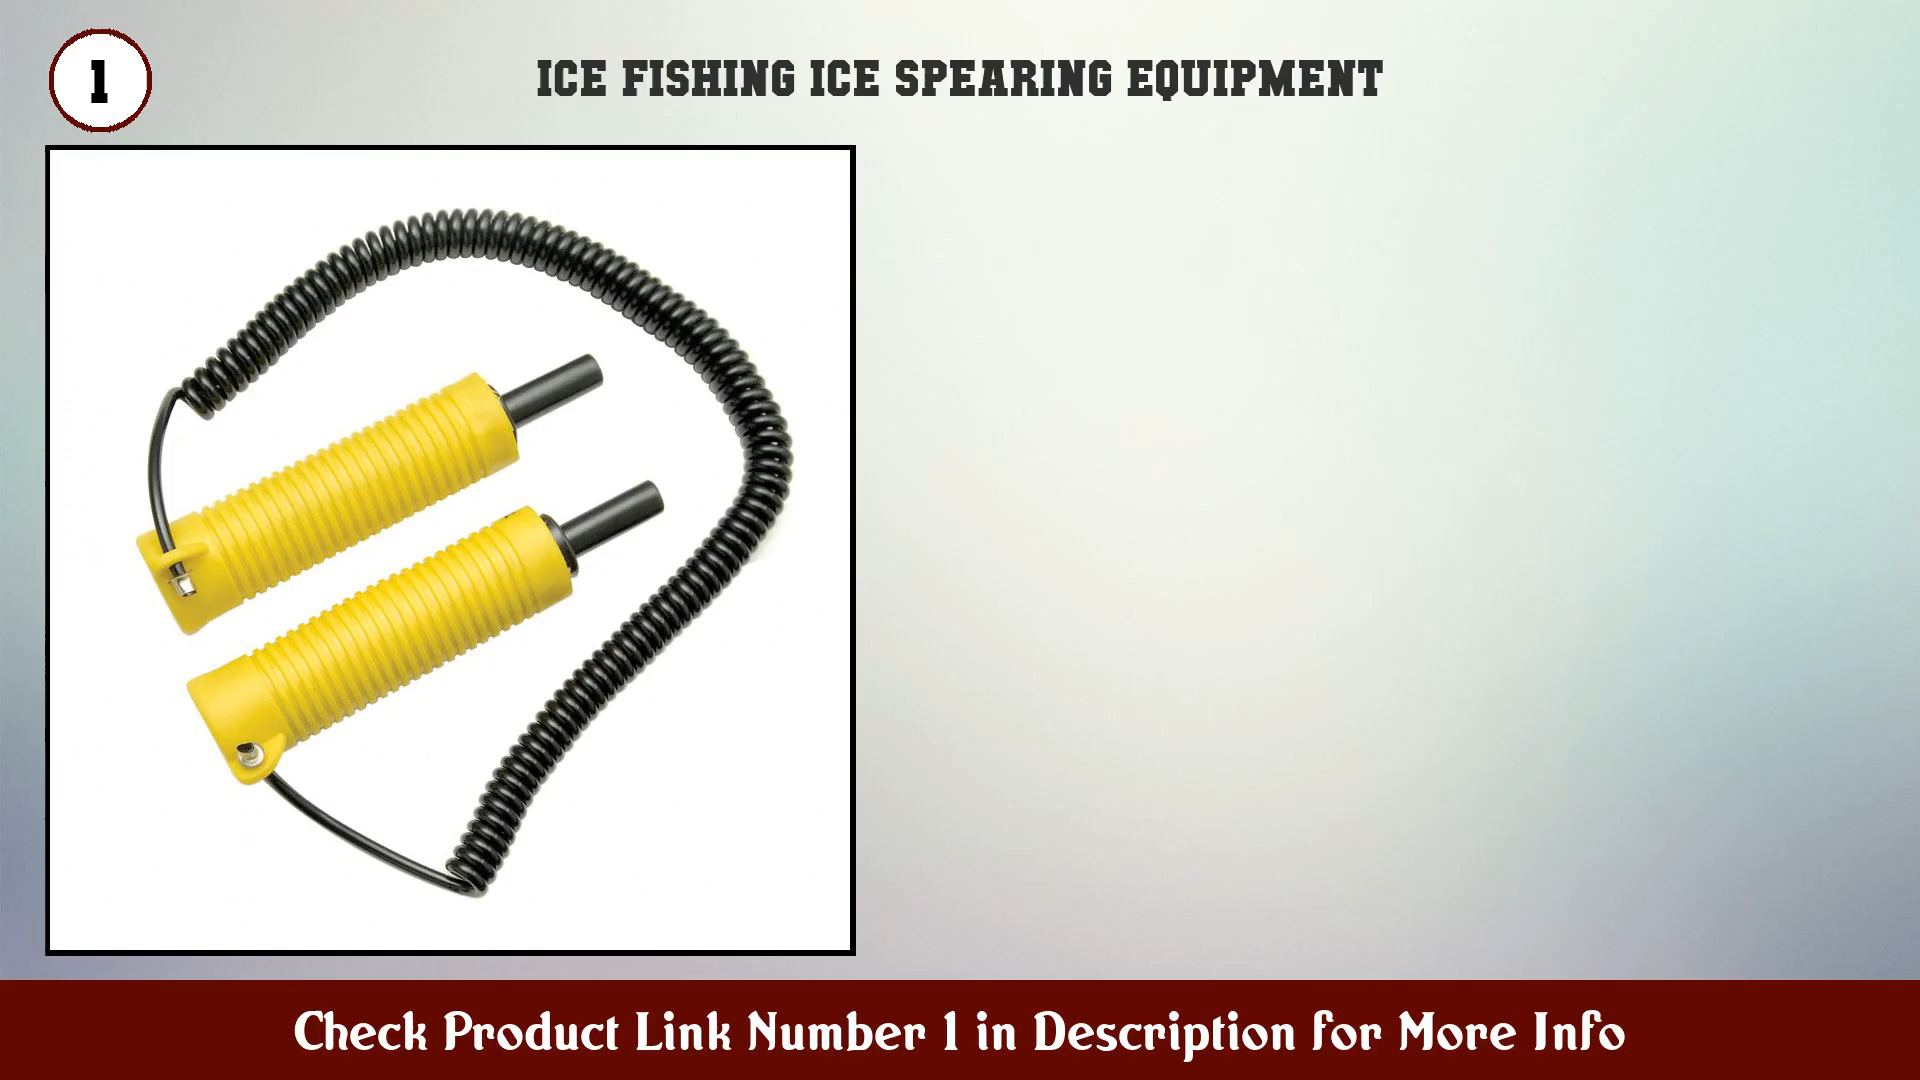 1
ICE FISHING ICE SPEARING EQUIPMENT
Check Product Link Number 1 in Description for More Info